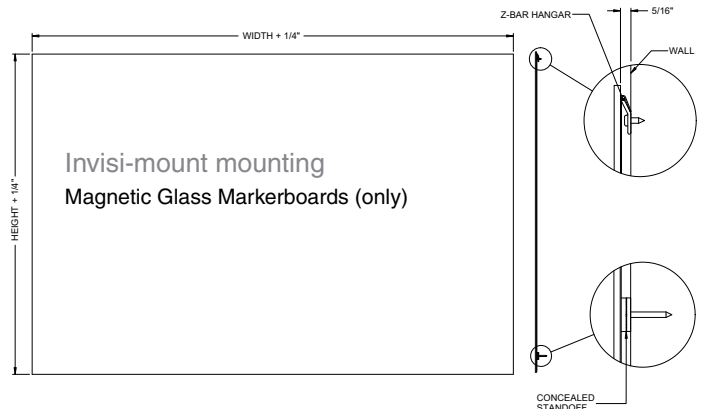 Z-BAR HANGAR
5/16"
WIDTH + 1/4"
WALL
Invisi-mount mounting
Magnetic Glass Markerboards (only)
HEIGHT + 1/4"
CONCEALED
STANDOFF